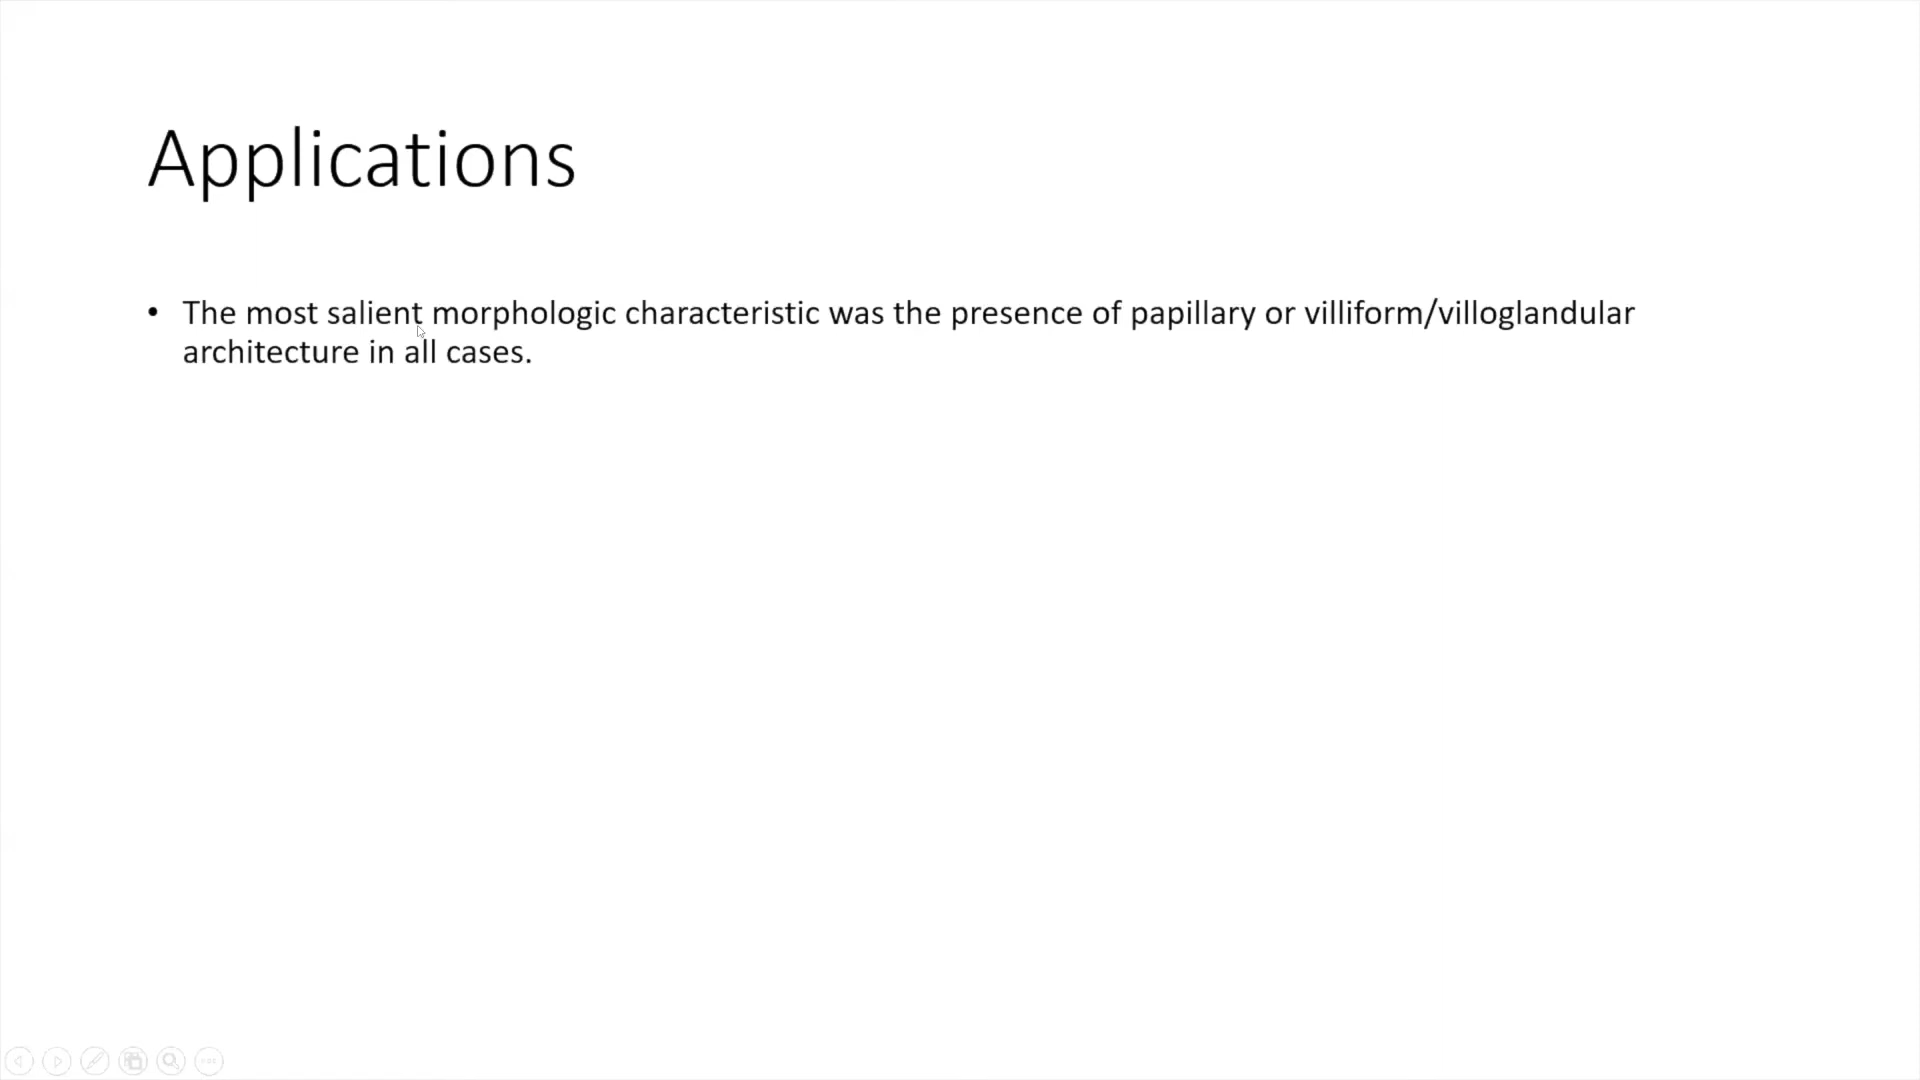 Applications
• The most salient morphologic characteristic was the presence of papillary or villiform/villoglandular
architecture in all cases.